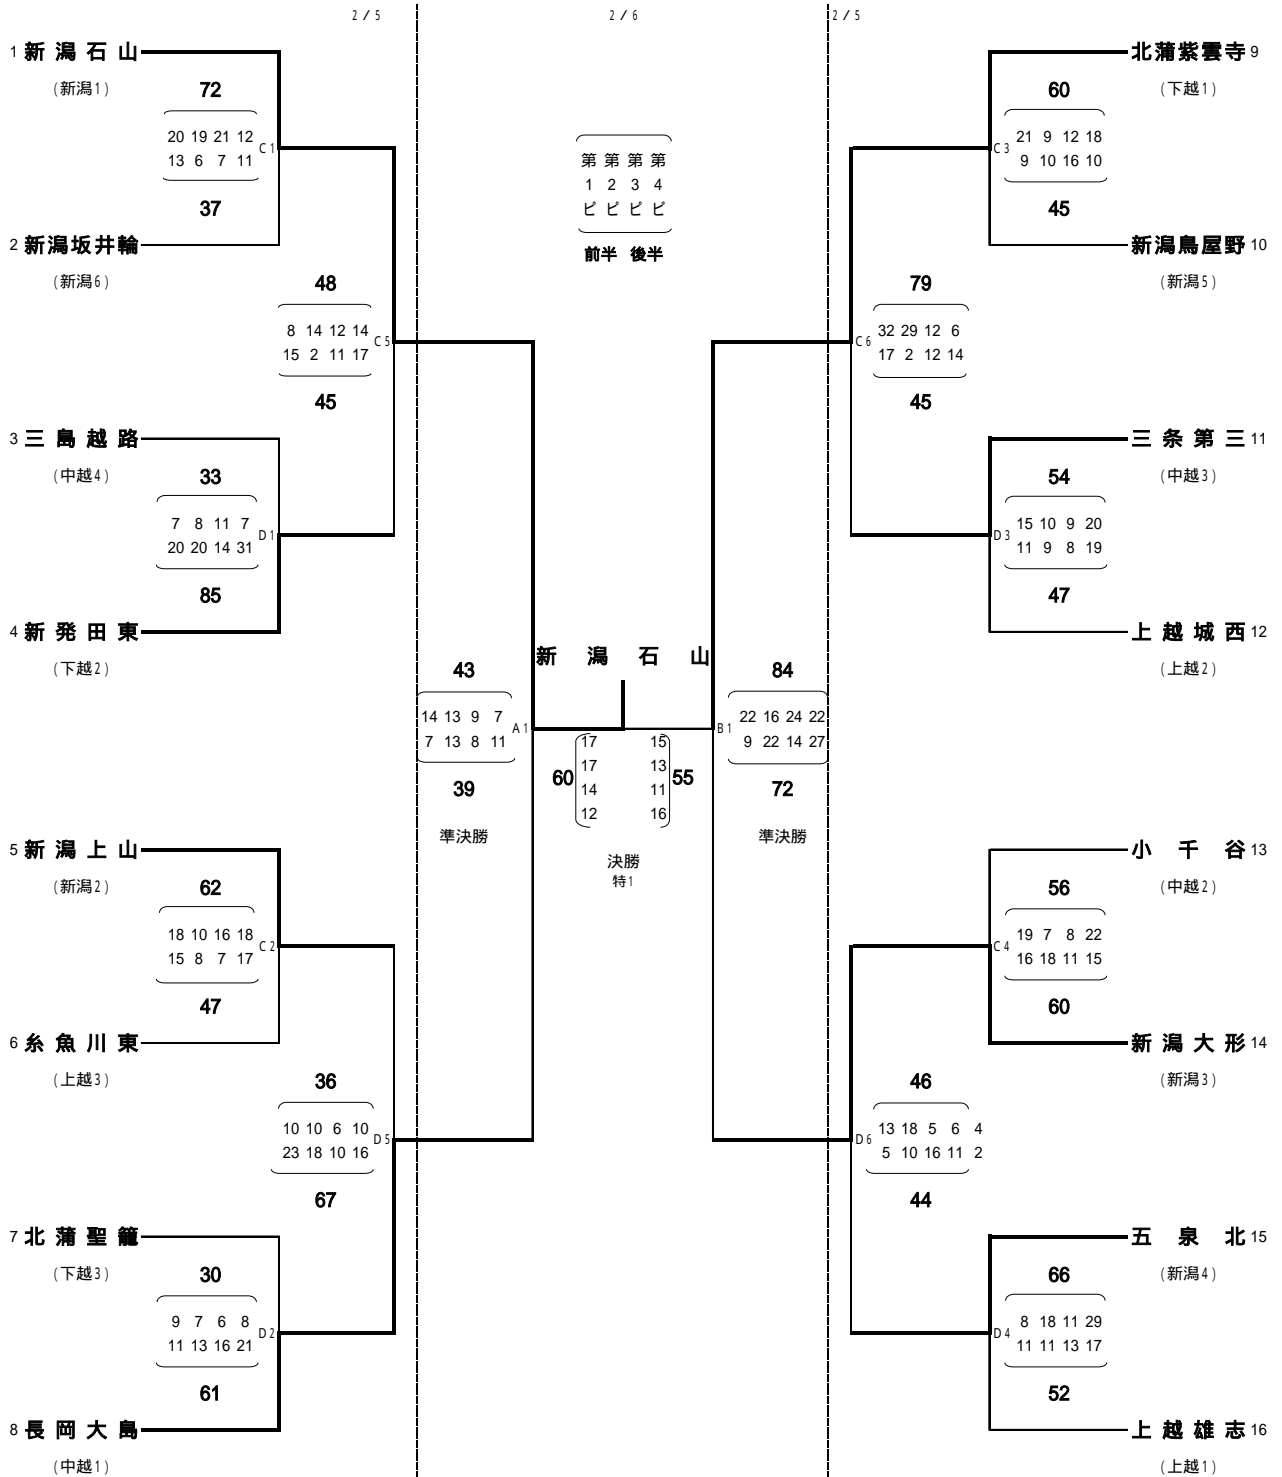 2/5
2/6
2/5
1 新潟石山
(新潟1)
72
20 19 21 12
C1
13 6 7 11
37
2 新潟坂井輪
(新潟6)
48
8 14 12 14
C5
15 2 11 17
45
3 三島越路
(中越4)
33
7 8 11 7
D1
20 20 14 31
85
4 新発田東
(下越2)
43
14 13 9 7
A1
7 13 8 11
39
準決勝
5 新潟上山
(新潟2)
62
18 10 16 18
C2
15 8 7 17
47
6 糸魚川東
(上越3)
36
10 10 6 10
D5
23 18 10 16
67
7 北蒲聖籠
(下越3)
30
9 7 6 8
D2
11 13 16 21
61
8 長岡大島
(中越1)
第 第 第 第
1 2 3 4
ピ ピ ピ ピ
前半 後半
新潟石山
17 15
17 13
60 55
14 11
12 16
決勝
特1
北蒲紫雲寺 9
(下越1)
60
21 9 12 18
C3
9 10 16 10
45
新潟鳥屋野 10
(新潟5)
79
32 29 12 6
C6
17 2 12 14
45
三条第三 11
(中越3)
54
15 10 9 20
D3
11 9 8 19
47
上越城西 12
(上越2)
84
22 16 24 22
B1
9 22 14 27
72
準決勝
小千谷 13
(中越2)
56
19 7 8 22
C4
16 18 11 15
60
新潟大形 14
(新潟3)
46
13 18 5 6 4
D6
5 10 16 11 2
44
五泉北 15
(新潟4)
66
8 18 11 29
D4
11 11 13 17
52
上越雄志 16
(上越1)